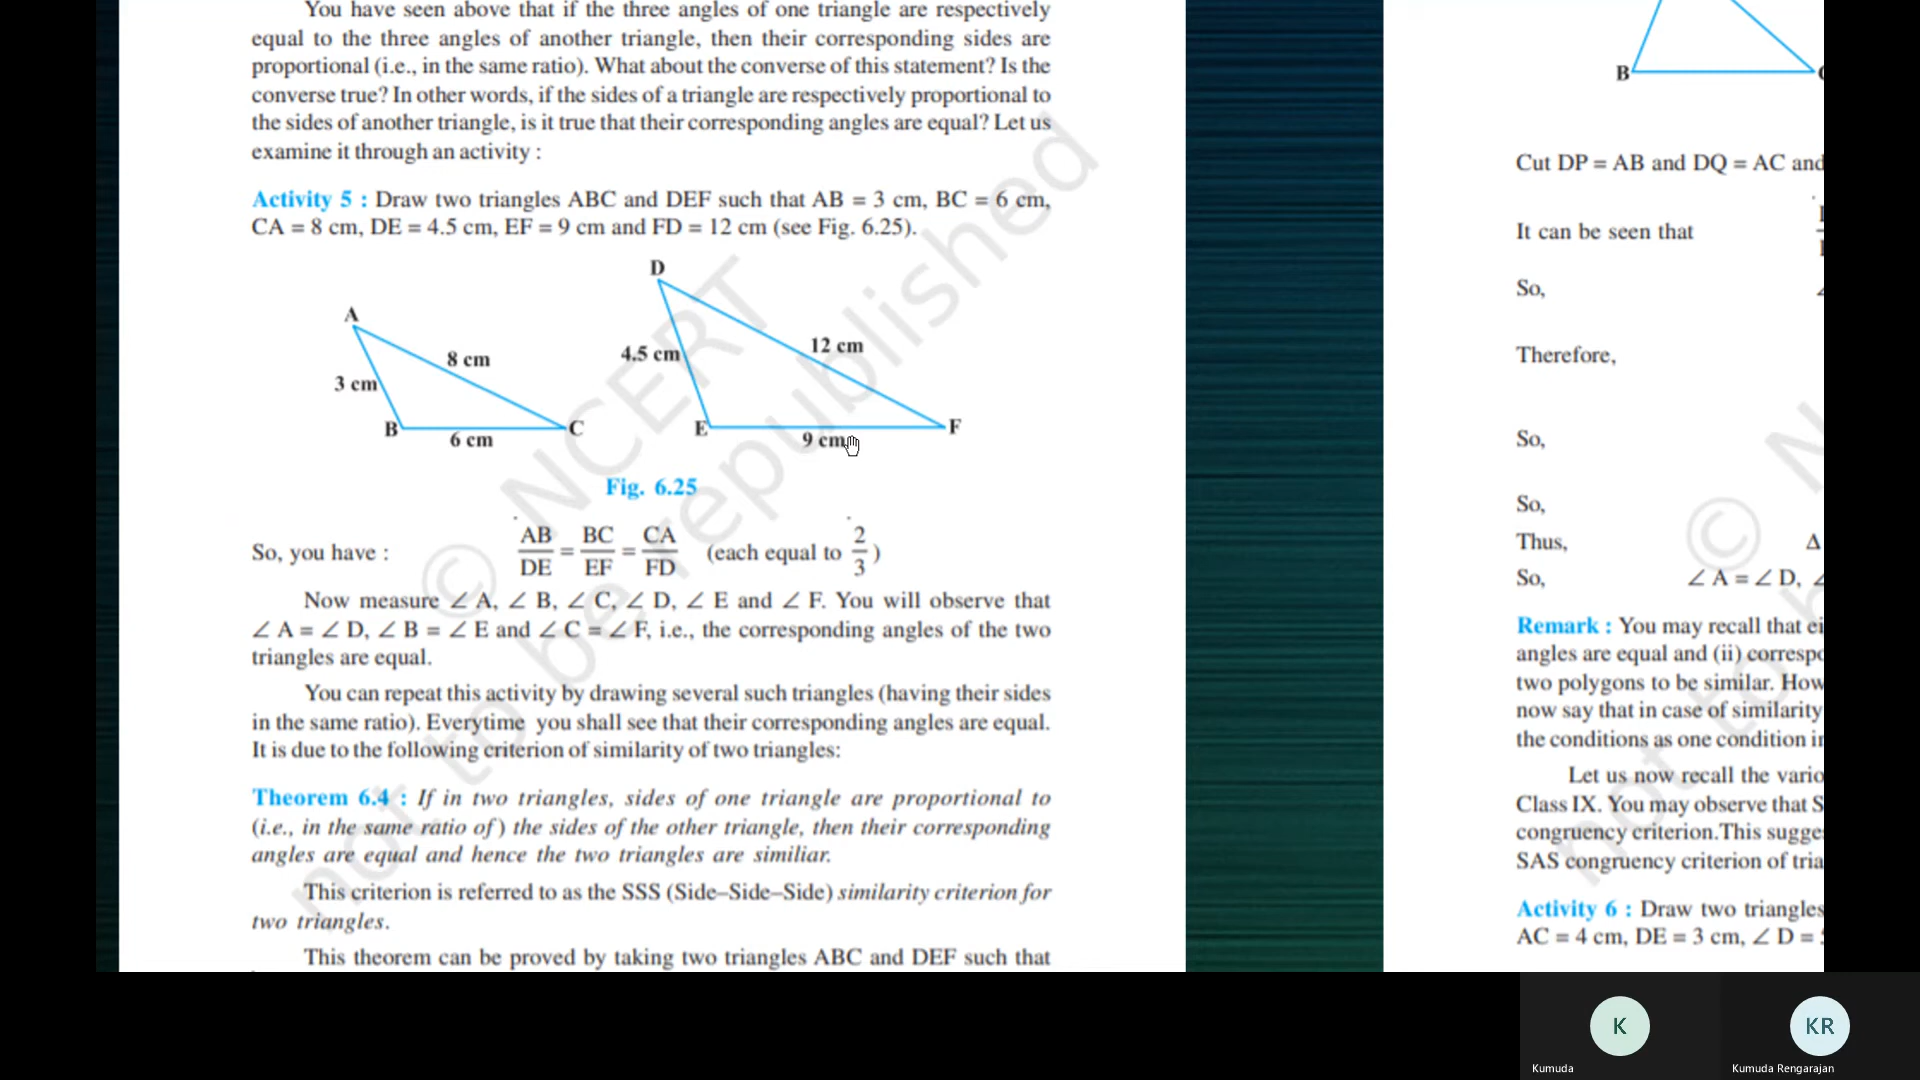 You have seen above that if the three angles of one triangle are respectively
equal to the three angles of another triangle, then their corresponding sides are
proportional (i.e., in the same ratio). What about the converse of this statement? Is the
converse true? In other words, if the sides of a triangle are respectively proportional to
the sides of another triangle, is it true that their corresponding angles are equal? Let us
examine it through an activity :
Activity 5 : Draw two triangles ABC and DEF such that AB = 3 cm, BC = 6 cm,
CA = 8 cm, DE = 4.5 cm, EF = 9 cm and FD = 12 cm (see Fig. 6.25).
D
A
12 cm
4.5 cm
8 cm
3 cm
B
C
E
F
6 cm
9 cm
Fig. 6.25
So, you have : AB/DE = BC/EF = CA/FD (each equal to 2/3)
Now measure ∠ A, ∠ B, ∠ C, ∠ D, ∠ E and ∠ F. You will observe that
∠ A = ∠ D, ∠ B = ∠ E and ∠ C = ∠ F, i.e., the corresponding angles of the two
triangles are equal.
You can repeat this activity by drawing several such triangles (having their sides
in the same ratio). Everytime you shall see that their corresponding angles are equal.
It is due to the following criterion of similarity of two triangles:
Theorem 6.4 : If in two triangles, sides of one triangle are proportional to
(i.e., in the same ratio of ) the sides of the other triangle, then their corresponding
angles are equal and hence the two triangles are similiar.
This criterion is referred to as the SSS (Side–Side–Side) similarity criterion for
two triangles.
This theorem can be proved by taking two triangles ABC and DEF such that
© NCERT
not to be republished
B
Cut DP = AB and DQ = AC and
It can be seen that
So,
Therefore,
So,
So,
Thus, Δ
So, ∠ A = ∠ D, ∠
Remark : You may recall that ei
angles are equal and (ii) correspo
two polygons to be similar. How
now say that in case of similarity
the conditions as one condition in
Let us now recall the vario
Class IX. You may observe that S
congruency criterion.This sugge
SAS congruency criterion of tria
Activity 6 : Draw two triangles
AC = 4 cm, DE = 3 cm, ∠ D =
© N
not to b
K
KR
Kumuda
Kumuda Rengarajan